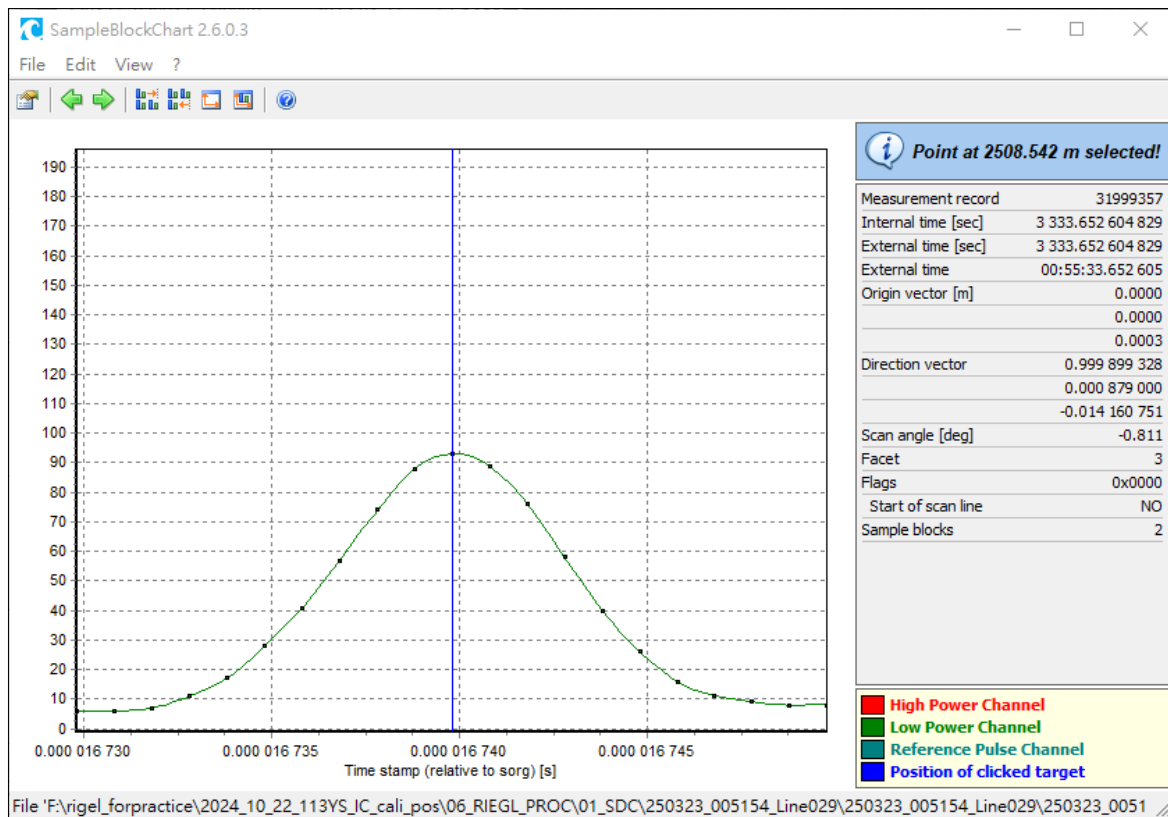 SampleBlockChart 2.6.0.3
File Edit View ?
Point at 2508.542 m selected!
190
180
170
160
150
140
130
120
110
100
90
80
70
60
50
40
30
20
10
0
0.000 016 730 0.000 016 735 0.000 016 740 0.000 016 745
Time stamp (relative to sorg) [s]
Measurement record 31999357
Internal time [sec] 3 333.652 604 829
External time [sec] 3 333.652 604 829
External time 00:55:33.652 605
Origin vector [m] 0.0000
0.0000
0.0003
Direction vector 0.999 899 328
0.000 879 000
-0.014 160 751
Scan angle [deg] -0.811
Facet 3
Flags 0x0000
Start of scan line NO
Sample blocks 2
High Power Channel
Low Power Channel
Reference Pulse Channel
Position of clicked target
File 'F:\rigel_forpractice\2024_10_22_113YS_IC_cali_pos\06_RIEGL_PROC\01_SDC\250323_005154_Line029\250323_005154_Line029\250323_0051